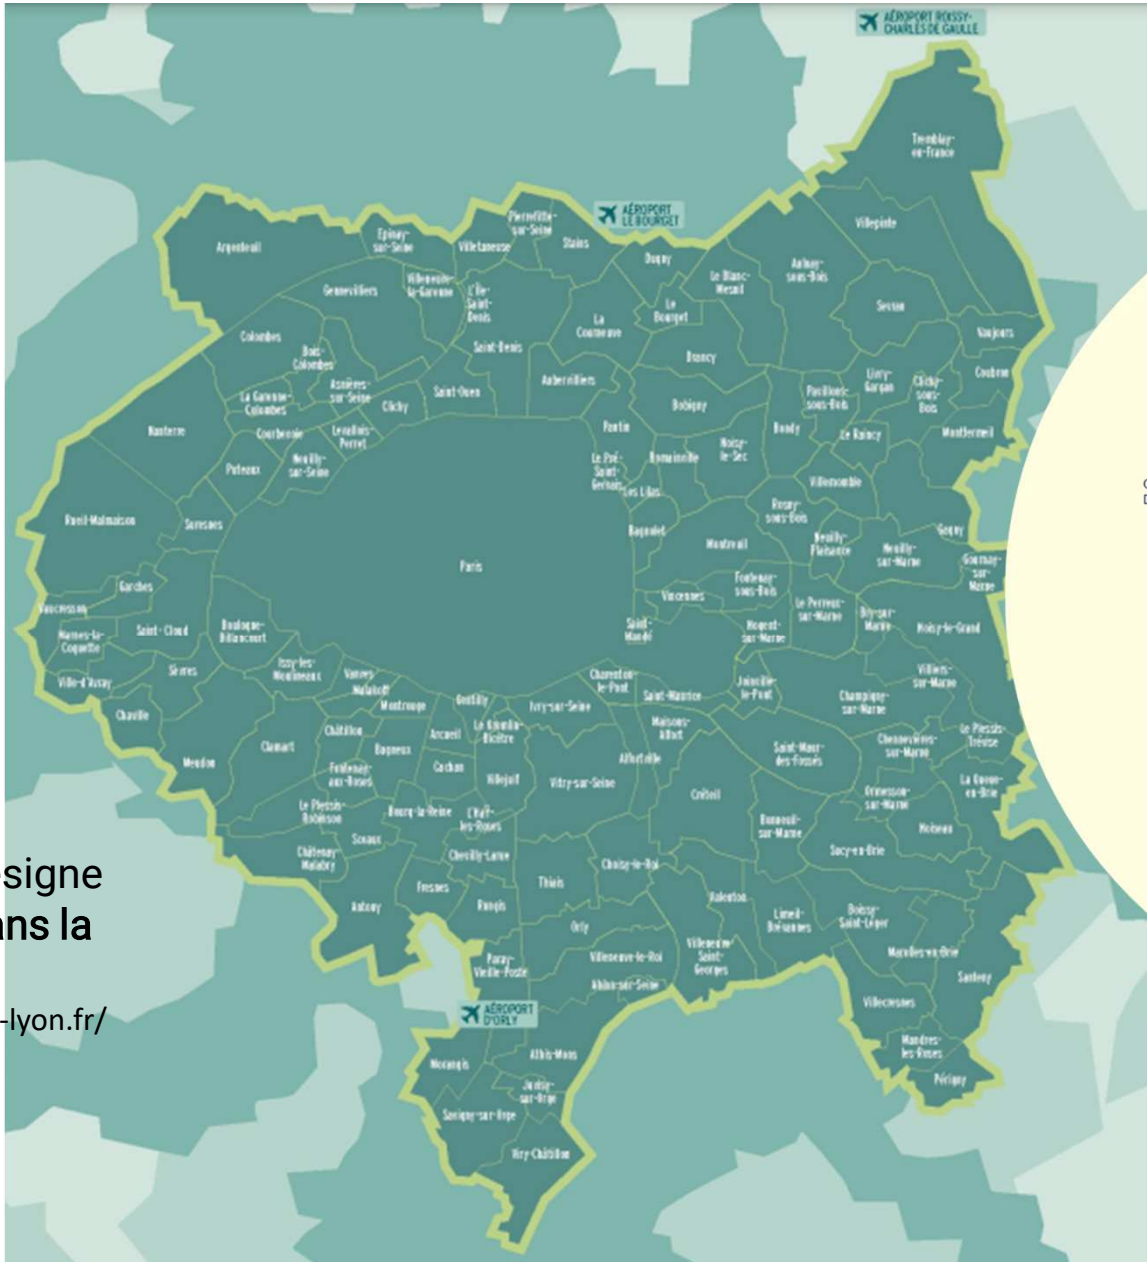 AÉROPORT ROISSY-
CHARLES DE GAULLE
Tremblay-
en-France
AÉROPORT
LE BOURGET
Villepinte
Pierrefitte-
sur-Seine
Epinay-
sur-Seine
Argenteuil
Villetaneuse
Stains
Dugny
Aulnay-
sous-Bois
Le Blanc-
Mesnil
Sevran
Gennevilliers
Villeneuve-
la-Garenne
L'Île-
Saint-
Denis
Le
Bourget
La
Courneuve
Vaujours
Colombes
Saint-Denis
Bois-
Colombes
Drancy
Coubron
Asnières-
sur-Seine
Aubervilliers
Livry-
Gargan
Clichy-
sous-
Bois
Saint-Ouen
Pavillons-
sous-Bois
La Garenne-
Colombes
Clichy
Bobigny
Nanterre
Courbevoie
Levallois-
Perret
Pantin
Bondy
Le Raincy
Montfermeil
Noisy-
le-Sec
Puteaux
Neuilly-
sur-Seine
Le Pré-
Saint-
Gervais
Romainville
Villemomble
Les Lilas
Rosny-
sous-Bois
Rueil-Malmaison
Suresnes
Bagnolet
Gagny
Montreuil
Neuilly-
Plaisance
Neuilly-
sur-Marne
Gournay-
sur-
Marne
Paris
Garches
Fontenay-
sous-Bois
Vincennes
Vaucresson
Le Perreux-
sur-Marne
Bry-sur-
Marne
Noisy-le-Grand
Marnes-la-
Coquette
Saint-Cloud
Boulogne-
Billancourt
Saint-
Mandé
Nogent-
sur-Marne
Sèvres
Issy-les-
Moulineaux
Vanves
Charenton-
le-Pont
Villiers-
sur-Marne
Ville-d'Avray
Malakoff
Saint-Maurice
Joinville-
le-Pont
Champigny-
sur-Marne
Chaville
Montrouge
Gentilly
Ivry-sur-Seine
Maisons-
Alfort
Châtillon
Arcueil
Le Kremlin-
Bicêtre
Chennevières-
sur-Marne
Le Plessis-
Trévise
Clamart
Bagneux
Alfortville
Saint-Maur-
des-Fossés
Meudon
Fontenay-
aux-Roses
Cachan
Villejuif
Vitry-sur-Seine
La Queue-
en-Brie
Créteil
Ormesson-
sur-Marne
Le Plessis-
Robinson
Bourg-la-Reine
L'Haÿ-
les-Roses
Bonneuil-
sur-Marne
Noiseau
Sceaux
Châtenay-
Malabry
Chevilly-Larue
Choisy-le-Roi
Sucy-en-Brie
Fresnes
Thiais
Valenton
Antony
Rungis
Limeil-
Brévannes
Boissy-
Saint-Léger
Orly
Villeneuve-
Saint-
Georges
Marolles-en-Brie
Paray-
Vieille-Poste
Villeneuve-le-Roi
Santeny
Ablon-sur-Seine
Villecresnes
AÉROPORT
D'ORLY
Mandres-
les-Roses
Athis-Mons
Morangis
Périgny
Juvisy-
sur-Orge
Savigny-sur-Orge
Viry-Châtillon
signe
ns la
-lyon.fr/